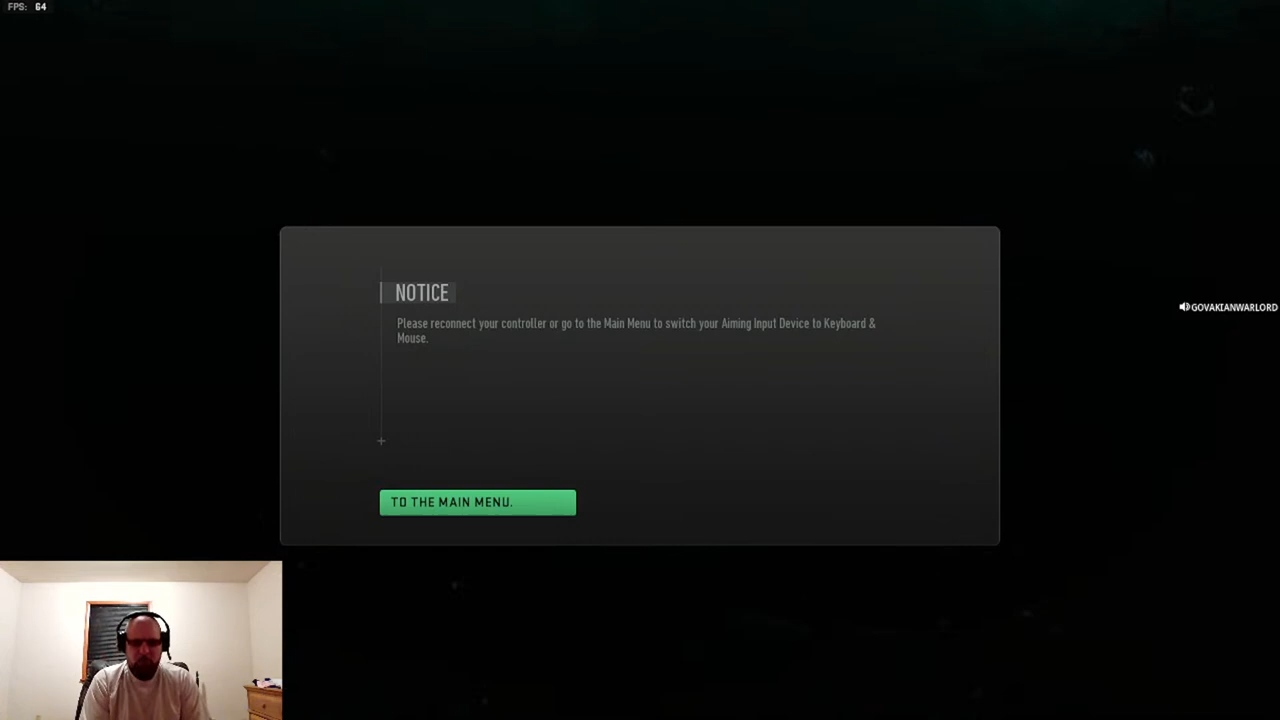 FPS: 64
NOTICE
Please reconnect your controller or go to the Main Menu to switch your Aiming Input Device to Keyboard &
Mouse.
GOVAKIANWARLORD
TO THE MAIN MENU.